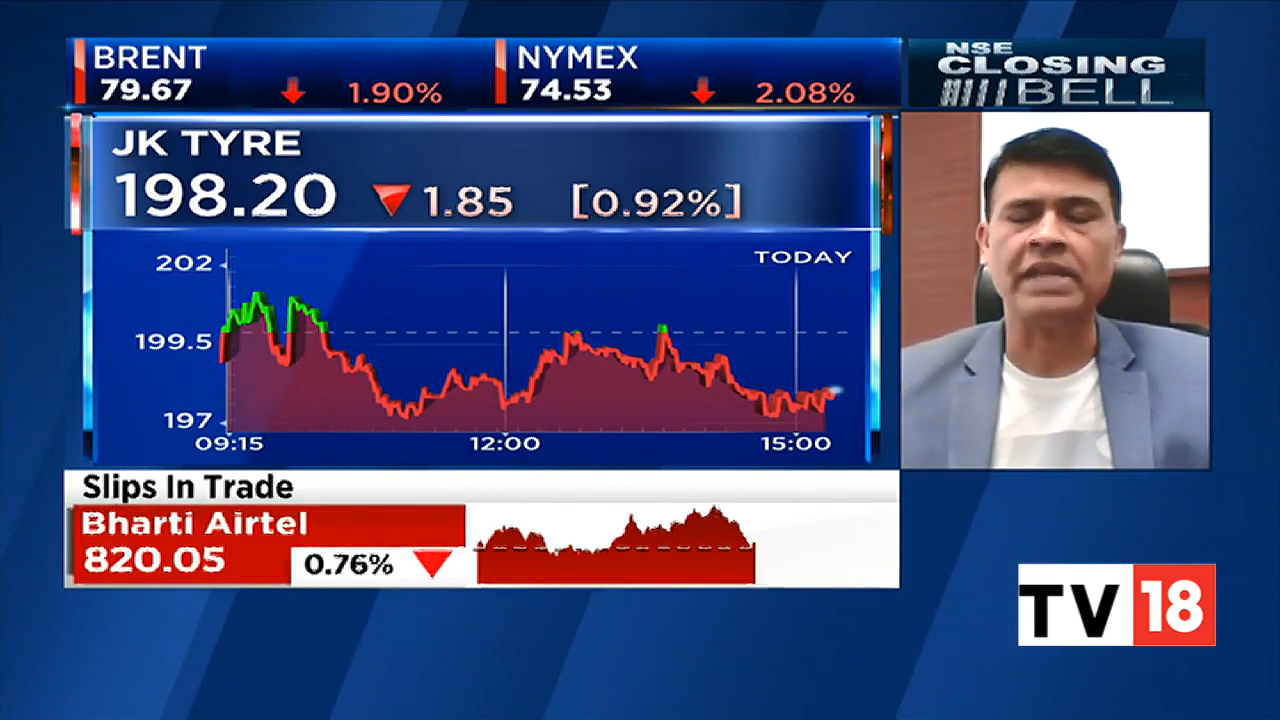 BRENT
79.67 1.90%
NYMEX
74.53 2.08%
NSE
CLOSING
BELL
JK TYRE
198.20 1.85 [0.92%]
TODAY
202
199.5
197
09:15 12:00 15:00
Slips In Trade
Bharti Airtel
820.05 0.76%
TV18